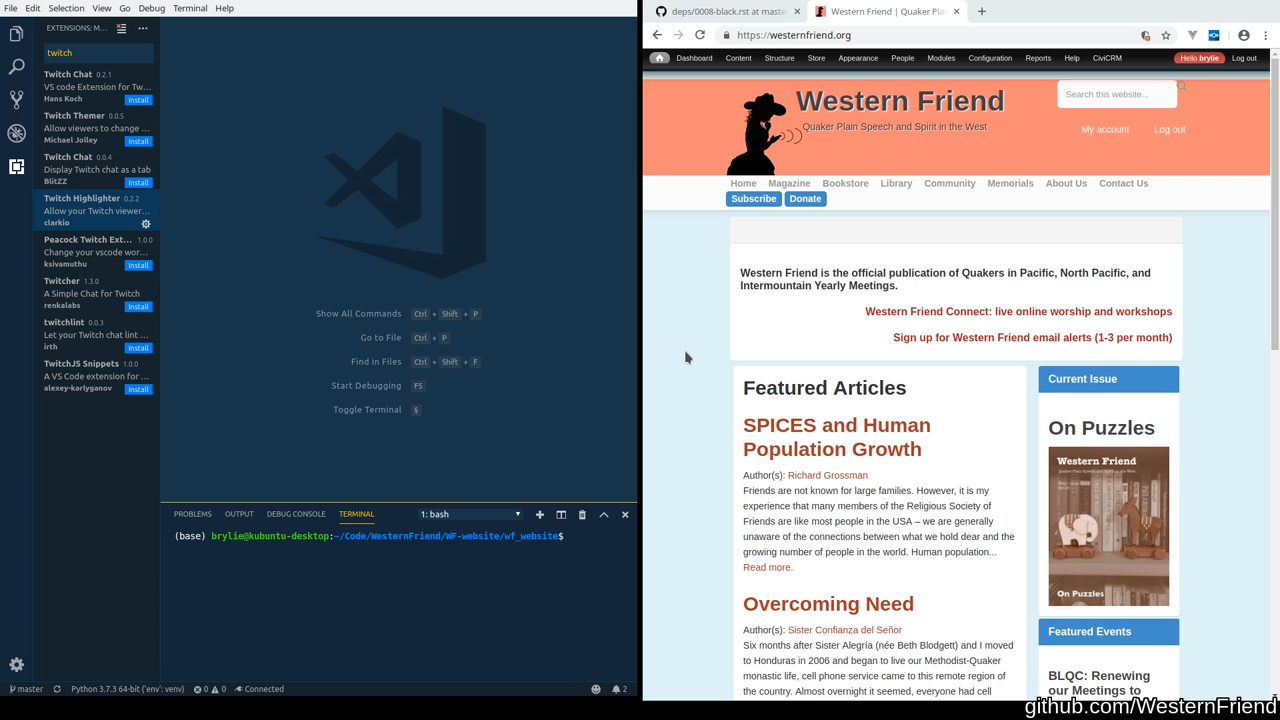 File Edit Selection View Go Debug Terminal Help
EXTENSIONS: M...
twitch
Twitch Chat 0.2.1
VS code Extension for Tw...
Hans Koch Install
Twitch Themer 0.0.5
Allow viewers to change ...
Michael Jolley Install
Twitch Chat 0.0.4
Display Twitch chat as a tab
BlitZZ Install
Twitch Highlighter 0.2.2
Allow your Twitch viewer...
clarkio
Peacock Twitch Ext... 1.0.0
Change your vscode wor...
ksivamuthu Install
Twitcher 1.3.0
A Simple Chat for Twitch
renkalabs Install
twitchlint 0.0.3
Let your Twitch chat lint ...
irth Install
TwitchJS Snippets 1.0.0
A VS Code extension for ...
alexey-karlyganov Install
Show All Commands Ctrl + Shift + P
Go to File Ctrl + P
Find in Files Ctrl + Shift + F
Start Debugging F5
Toggle Terminal §
PROBLEMS OUTPUT DEBUG CONSOLE TERMINAL 1: bash
(base) brylie@kubuntu-desktop:~/Code/WesternFriend/WF-website/wf_website$
master Python 3.7.3 64-bit ('env': venv) 0 0 Connected 2
deps/0008-black.rst at maste
Western Friend | Quaker Plai
https://westernfriend.org
Dashboard Content Structure Store Appearance People Modules Configuration Reports Help CiviCRM Hello brylie Log out
Western Friend
Quaker Plain Speech and Spirit in the West
Search this website...
My account Log out
Home Magazine Bookstore Library Community Memorials About Us Contact Us
Subscribe Donate
Western Friend is the official publication of Quakers in Pacific, North Pacific, and
Intermountain Yearly Meetings.
Western Friend Connect: live online worship and workshops
Sign up for Western Friend email alerts (1-3 per month)
Featured Articles
SPICES and Human
Population Growth
Author(s): Richard Grossman
Friends are not known for large families. However, it is my
experience that many members of the Religious Society of
Friends are like most people in the USA – we are generally
unaware of the connections between what we hold dear and the
growing number of people in the world. Human population...
Read more.
Overcoming Need
Author(s): Sister Confianza del Señor
Six months after Sister Alegría (née Beth Blodgett) and I moved
to Honduras in 2006 and began to live our Methodist-Quaker
monastic life, cell phone service came to this remote region of
the country. Almost overnight it seemed, everyone had cell
Current Issue
On Puzzles
Western Friend
On Puzzles
Featured Events
BLQC: Renewing
our Meetings to
github.com/WesternFriend